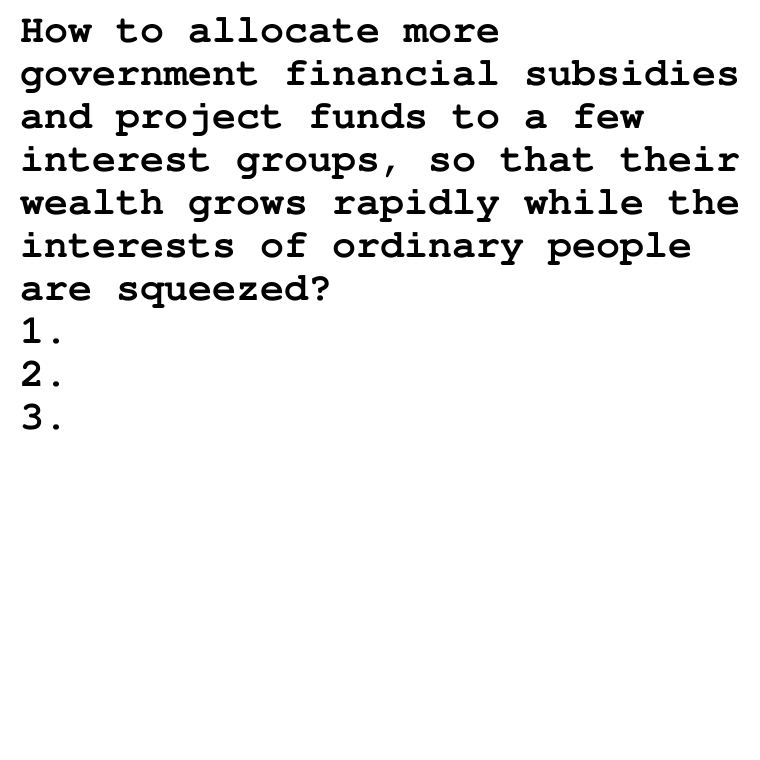 How to allocate more
government financial subsidies
and project funds to a few
interest groups, so that their
wealth grows rapidly while the
interests of ordinary people
are squeezed?
1.
2.
3.